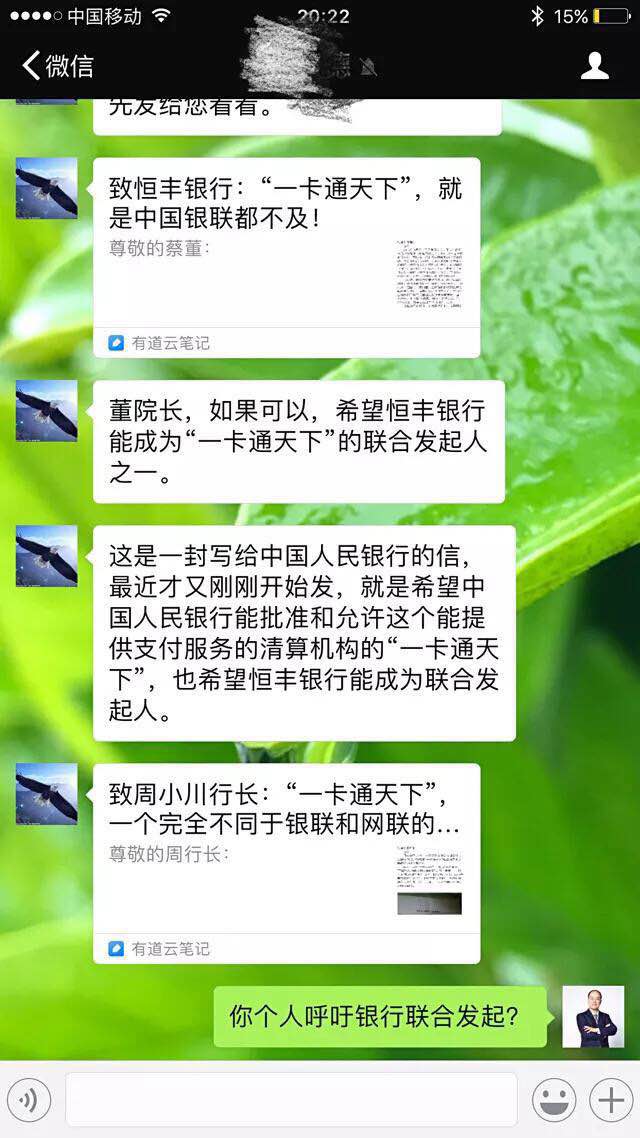 中国移动
20:22
15%
微信
德
先发给您看看。
致恒丰银行：“一卡通天下”，就
是中国银联都不及！
尊敬的蔡董：
有道云笔记
董院长，如果可以，希望恒丰银行
能成为“一卡通天下”的联合发起人
之一。
这是一封写给中国人民银行的信，
最近才又刚刚开始发，就是希望中
国人民银行能批准和允许这个能提
供支付服务的清算机构的“一卡通天
下”，也希望恒丰银行能成为联合发
起人。
致周小川行长：“一卡通天下”，
一个完全不同于银联和网联的...
尊敬的周行长：
有道云笔记
你个人呼吁银行联合发起？